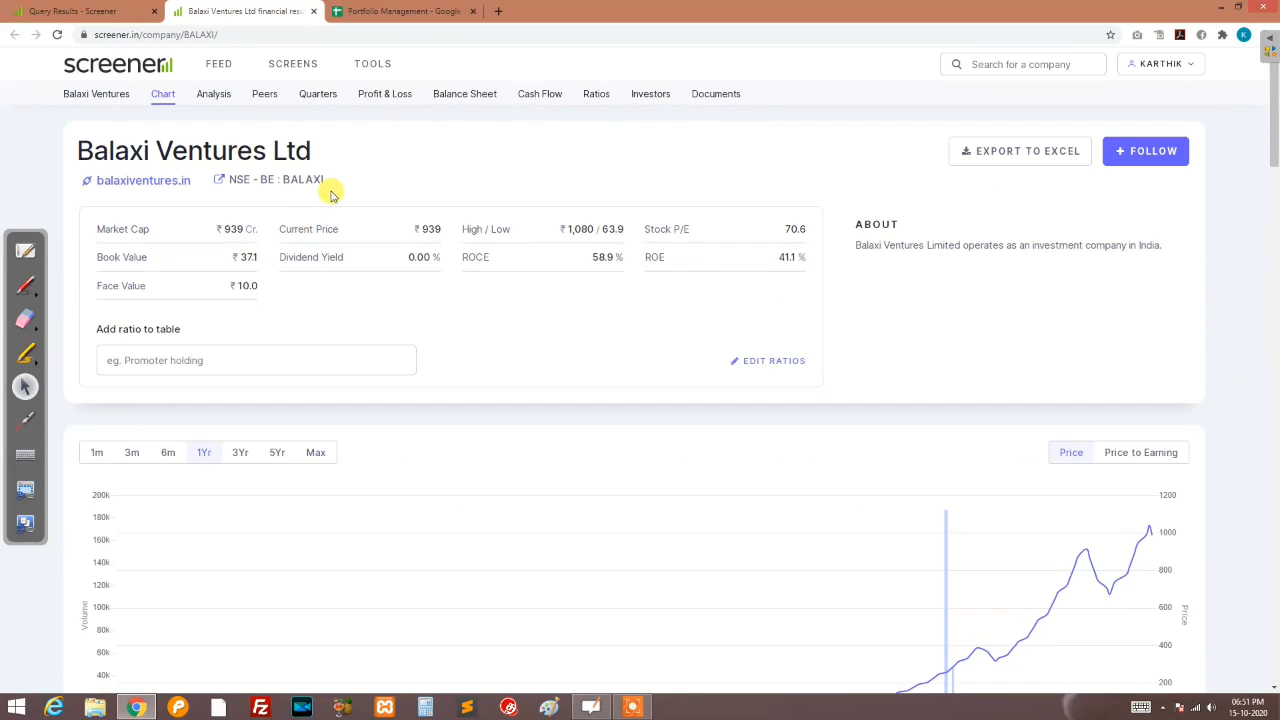 Query Results - Screener
Balaxi Ventures Ltd financial resu
Portfolio Management - Google
screener.in/company/BALAXI/
K
screener
FEED
SCREENS
TOOLS
Search for a company
KARTHIK
Balaxi Ventures
Chart
Analysis
Peers
Quarters
Profit & Loss
Balance Sheet
Cash Flow
Ratios
Investors
Documents
Balaxi Ventures Ltd
EXPORT TO EXCEL
+ FOLLOW
balaxiventures.in
NSE - BE : BALAXI
Market Cap ₹ 939 Cr.
Current Price ₹ 939
High / Low ₹ 1,080 / 63.9
Stock P/E 70.6
Book Value ₹ 37.1
Dividend Yield 0.00 %
ROCE 58.9 %
ROE 41.1 %
Face Value ₹ 10.0
Add ratio to table
eg. Promoter holding
EDIT RATIOS
ABOUT
Balaxi Ventures Limited operates as an investment company in India.
1m 3m 6m 1Yr 3Yr 5Yr Max
Price
Price to Earning
200k
180k
160k
140k
120k
100k
80k
60k
40k
Volume
1200
1000
800
600
400
200
Price
06:51 PM
15-10-2020